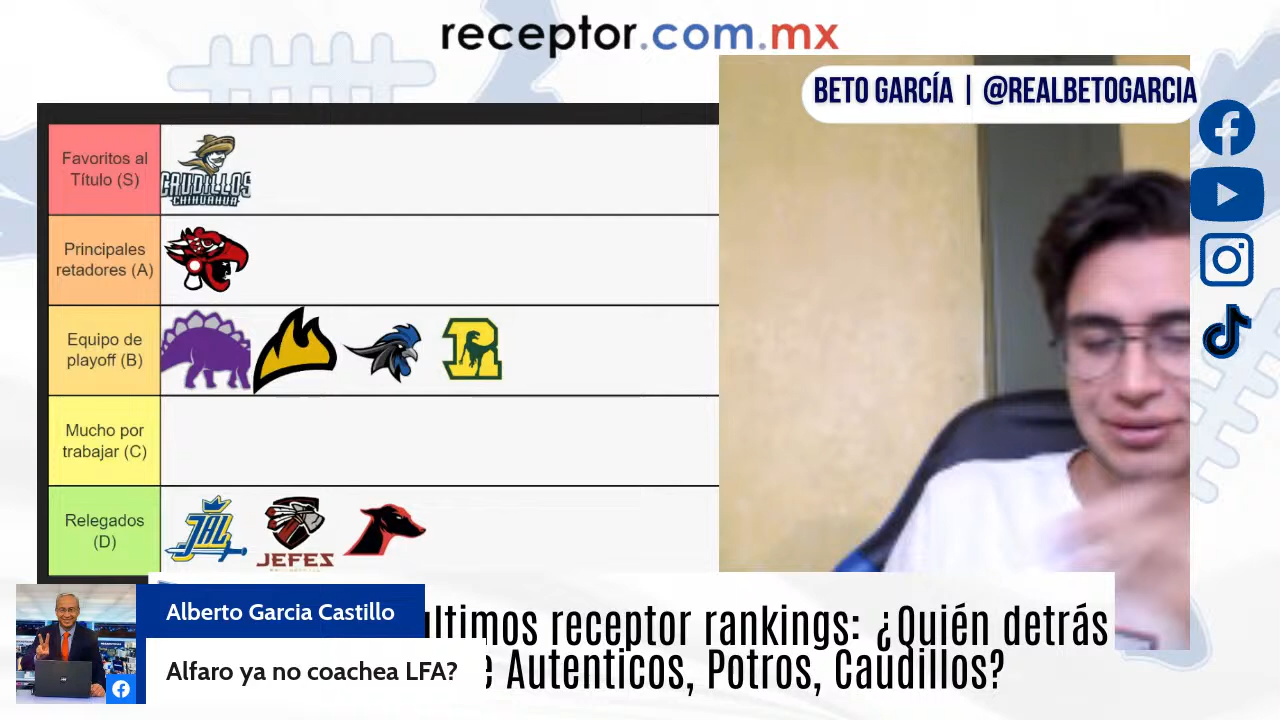 receptor.com.mx
BETO GARCÍA | @REALBETOGARCIA
Favoritos al
Título (S)
CAUDILLOS
CHIHUAHUA
Principales
retadores (A)
Equipo de
playoff (B)
R
Mucho por
trabajar (C)
Relegados
(D)
JAL
JEFES
Alberto Garcia Castillo
Alfaro ya no coachea LFA?
ultimos receptor rankings: ¿Quién detrás
Autenticos, Potros, Caudillos?